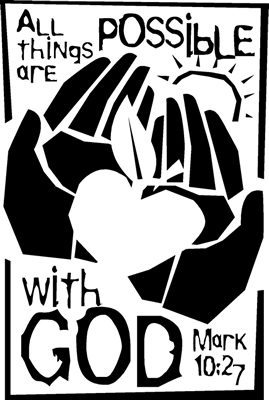 ALL POSSIBLE
things
are
with
GOD Mark
10:27